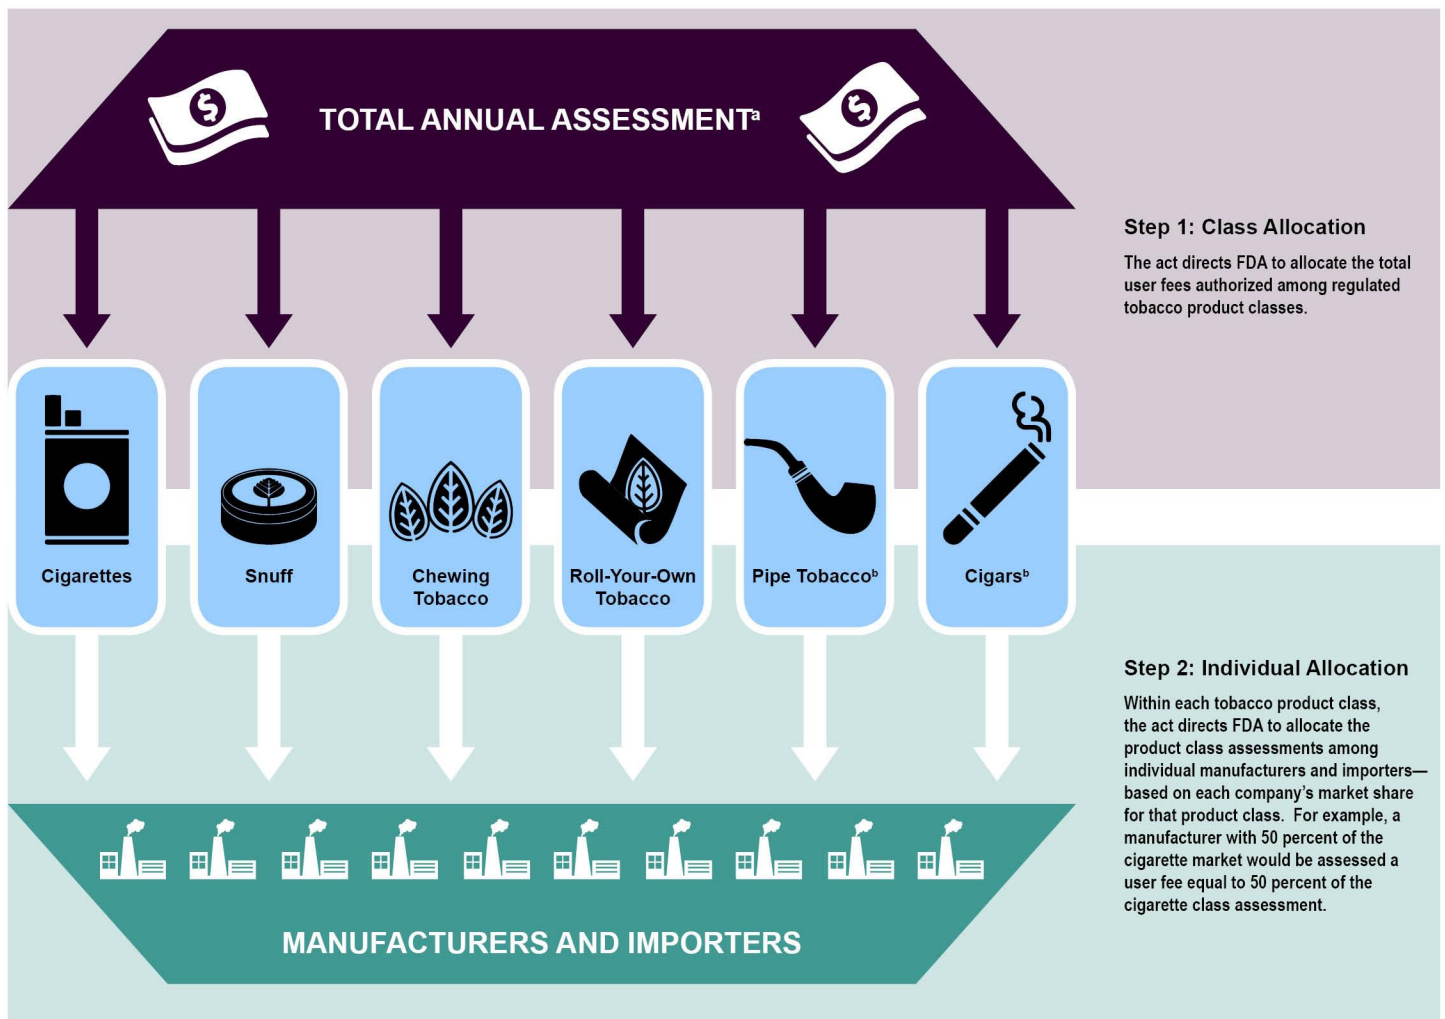 TOTAL ANNUAL ASSESSMENTᵃ
Step 1: Class Allocation
The act directs FDA to allocate the total
user fees authorized among regulated
tobacco product classes.
Cigarettes
Snuff
Chewing
Tobacco
Roll-Your-Own
Tobacco
Pipe Tobaccoᵇ
Cigarsᵇ
Step 2: Individual Allocation
Within each tobacco product class,
the act directs FDA to allocate the
product class assessments among
individual manufacturers and importers—
based on each company’s market share
for that product class.  For example, a
manufacturer with 50 percent of the
cigarette market would be assessed a
user fee equal to 50 percent of the
cigarette class assessment.
MANUFACTURERS AND IMPORTERS